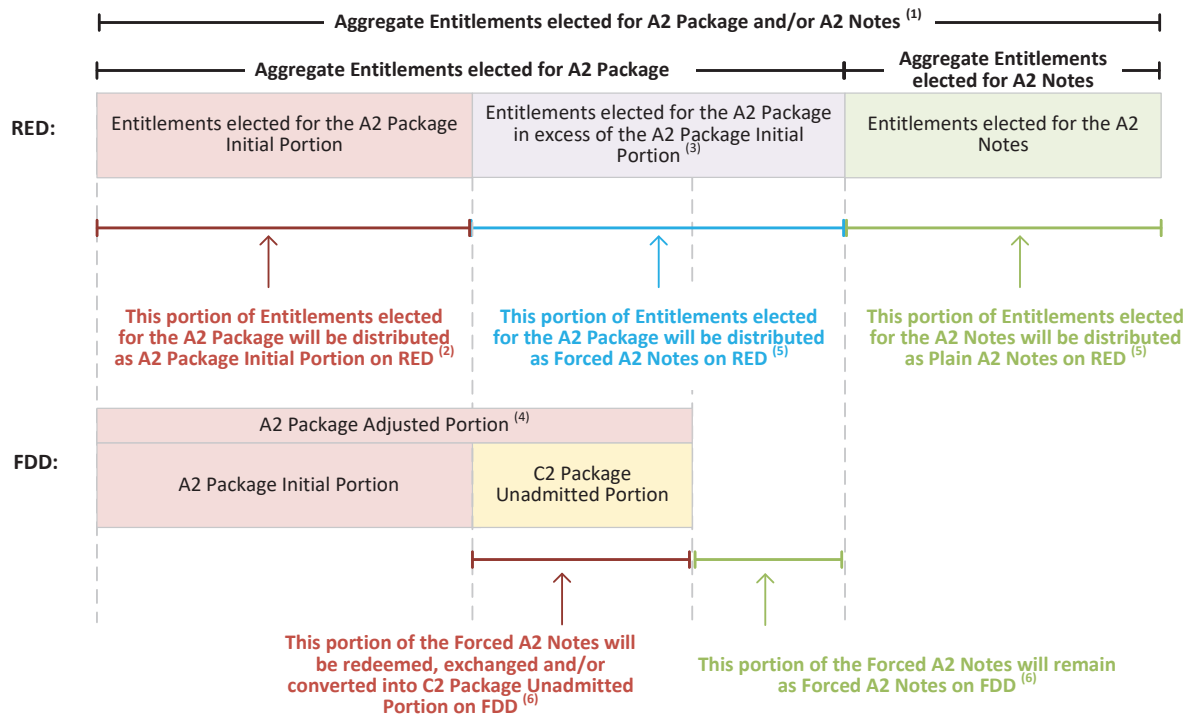 Aggregate Entitlements elected for A2 Package and/or A2 Notes (1)
Aggregate Entitlements elected for A2 Package
Aggregate Entitlements
elected for A2 Notes
RED:
Entitlements elected for the A2 Package
Initial Portion
Entitlements elected for the A2 Package
in excess of the A2 Package Initial
Portion (3)
Entitlements elected for the A2
Notes
This portion of Entitlements elected
for the A2 Package will be distributed
as A2 Package Initial Portion on RED (2)
This portion of Entitlements elected
for the A2 Package will be distributed
as Forced A2 Notes on RED (5)
This portion of Entitlements elected
for the A2 Notes will be distributed
as Plain A2 Notes on RED (5)
A2 Package Adjusted Portion (4)
FDD:
A2 Package Initial Portion
C2 Package
Unadmitted Portion
This portion of the Forced A2 Notes will
be redeemed, exchanged and/or
converted into C2 Package Unadmitted
Portion on FDD (6)
This portion of the Forced A2 Notes will remain
as Forced A2 Notes on FDD (6)